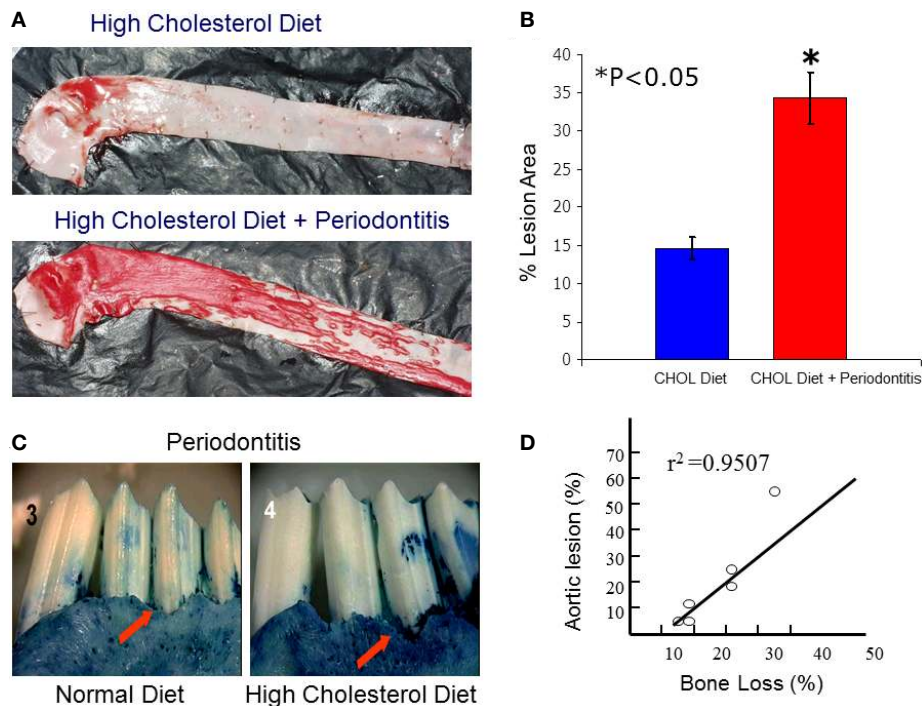 A
High Cholesterol Diet
High Cholesterol Diet + Periodontitis
B
*P<0.05
*
% Lesion Area
40
35
30
25
20
15
10
5
0
CHOL Diet
CHOL Diet + Periodontitis
C
Periodontitis
3
4
Normal Diet
High Cholesterol Diet
D
r² =0.9507
Aortic lesion (%)
70
60
50
40
30
20
10
10
20
30
40
50
Bone Loss (%)